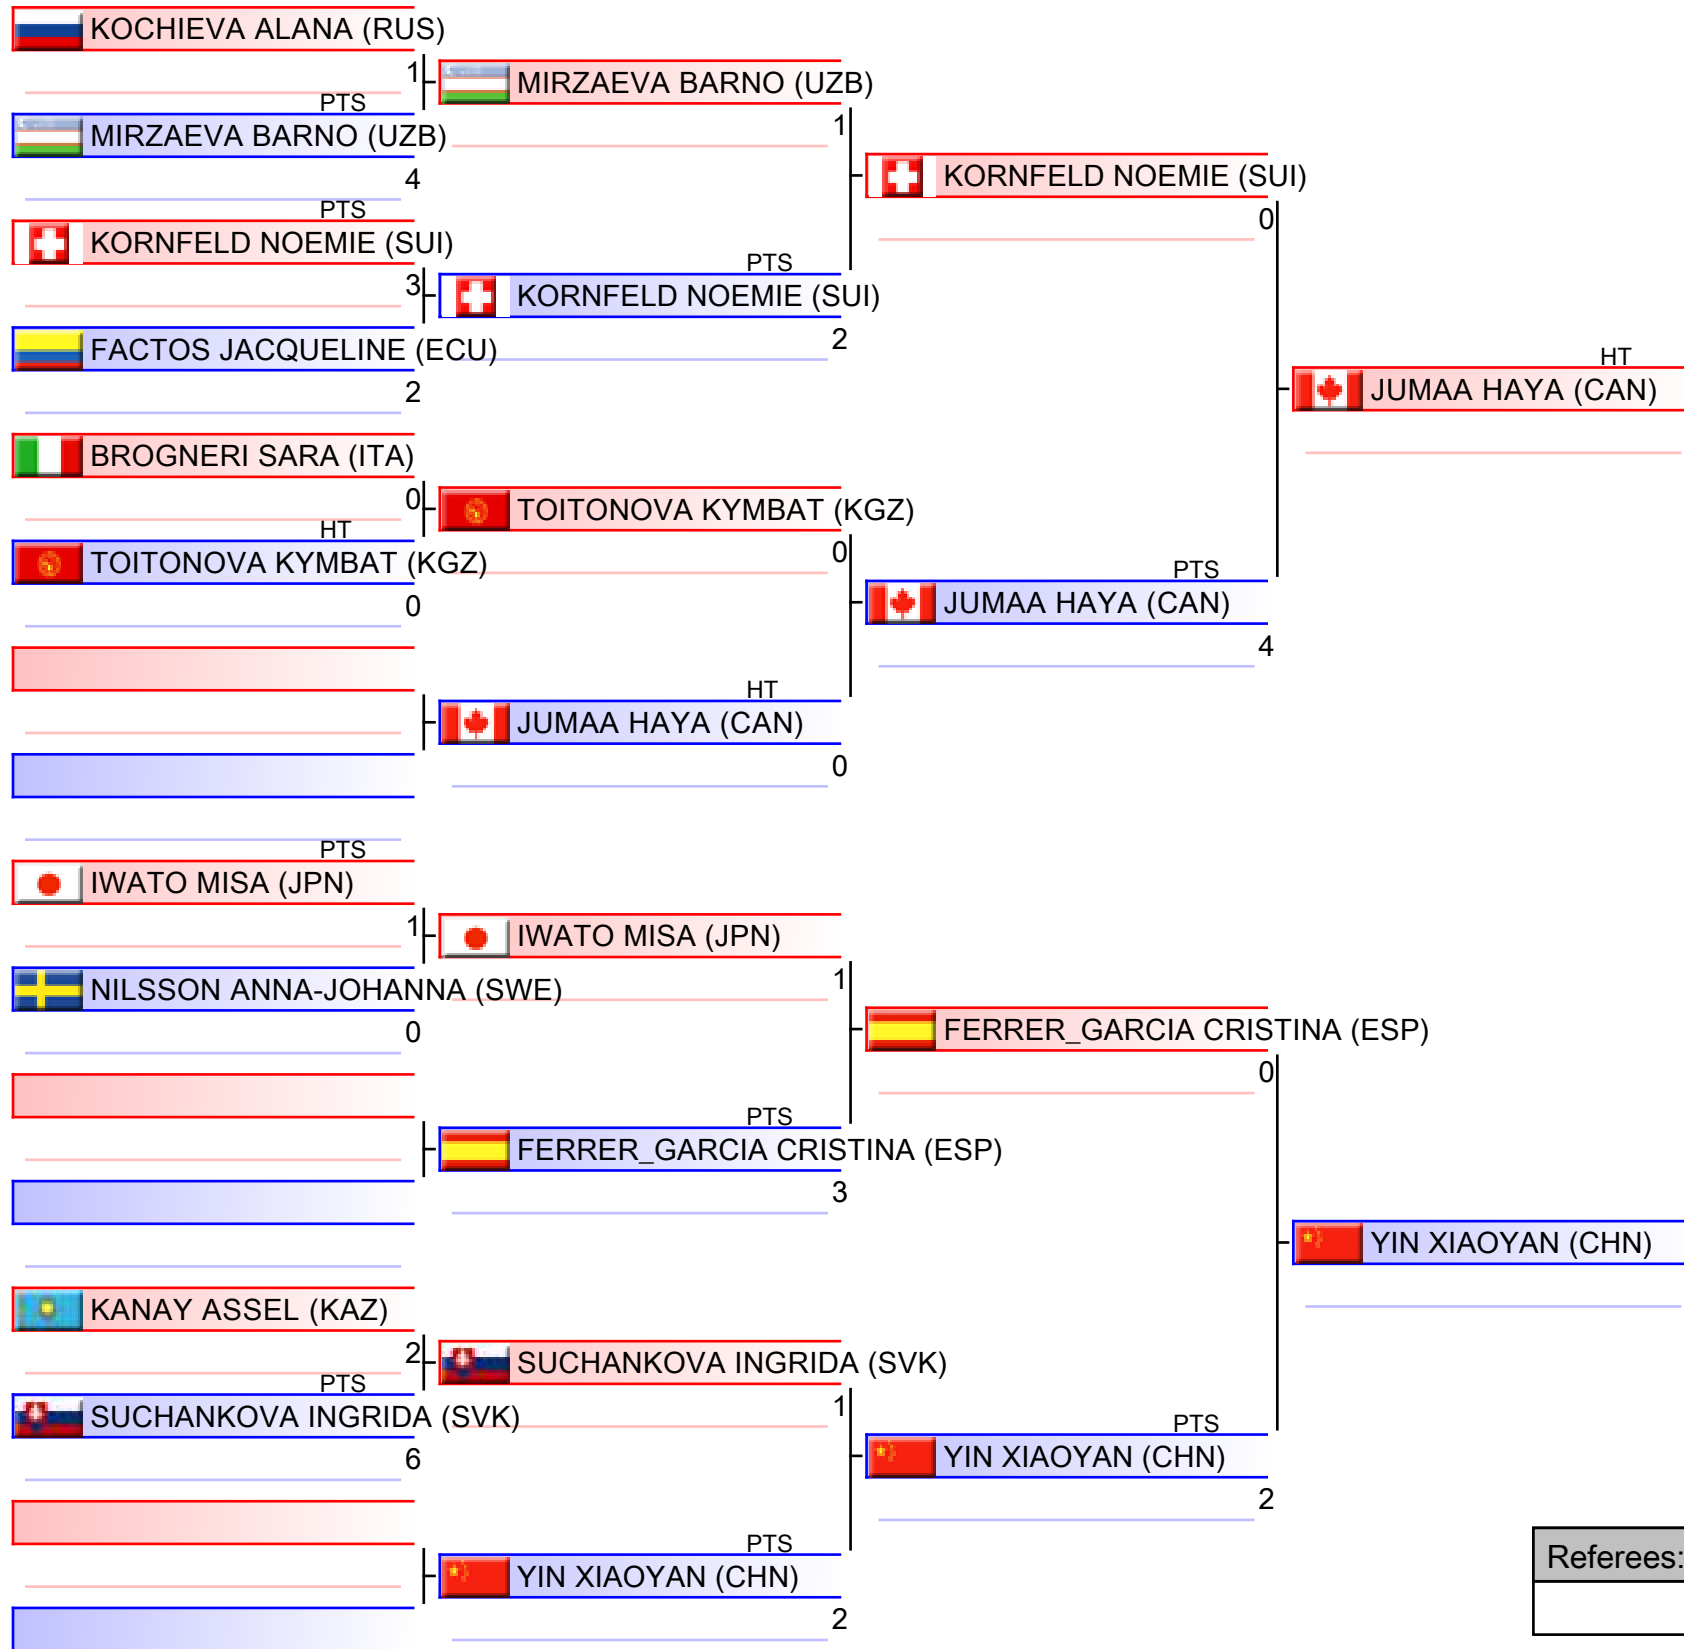 KOCHIEVA ALANA (RUS)
1
PTS
MIRZAEVA BARNO (UZB)
4
PTS
KORNFELD NOEMIE (SUI)
3
FACTOS JACQUELINE (ECU)
2
BROGNERI SARA (ITA)
0
HT
TOITONOVA KYMBAT (KGZ)
0
PTS
IWATO MISA (JPN)
1
NILSSON ANNA-JOHANNA (SWE)
0
KANAY ASSEL (KAZ)
2
PTS
SUCHANKOVA INGRIDA (SVK)
6
MIRZAEVA BARNO (UZB)
1
PTS
KORNFELD NOEMIE (SUI)
2
TOITONOVA KYMBAT (KGZ)
0
HT
JUMAA HAYA (CAN)
0
IWATO MISA (JPN)
1
PTS
FERRER_GARCIA CRISTINA (ESP)
3
SUCHANKOVA INGRIDA (SVK)
1
PTS
YIN XIAOYAN (CHN)
2
KORNFELD NOEMIE (SUI)
0
PTS
JUMAA HAYA (CAN)
4
FERRER_GARCIA CRISTINA (ESP)
0
PTS
YIN XIAOYAN (CHN)
2
HT
JUMAA HAYA (CAN)
YIN XIAOYAN (CHN)
Referees: